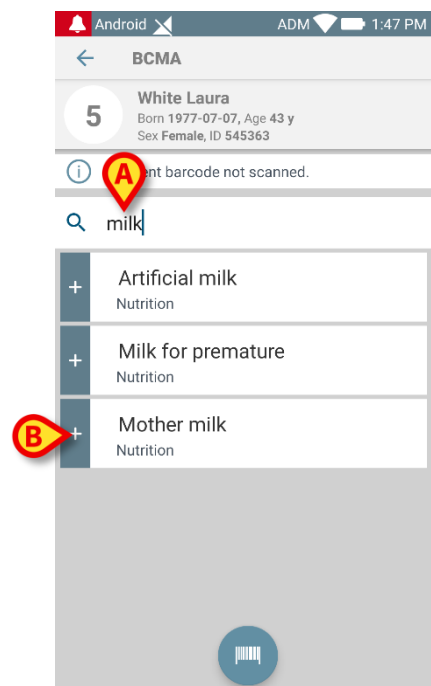 Android ADM 1:47 PM
BCMA
5
White Laura
Born 1977-07-07, Age 43 y
Sex Female, ID 545363
A
barcode not scanned.
milk
+ Artificial milk
Nutrition
+ Milk for premature
Nutrition
B
+ Mother milk
Nutrition